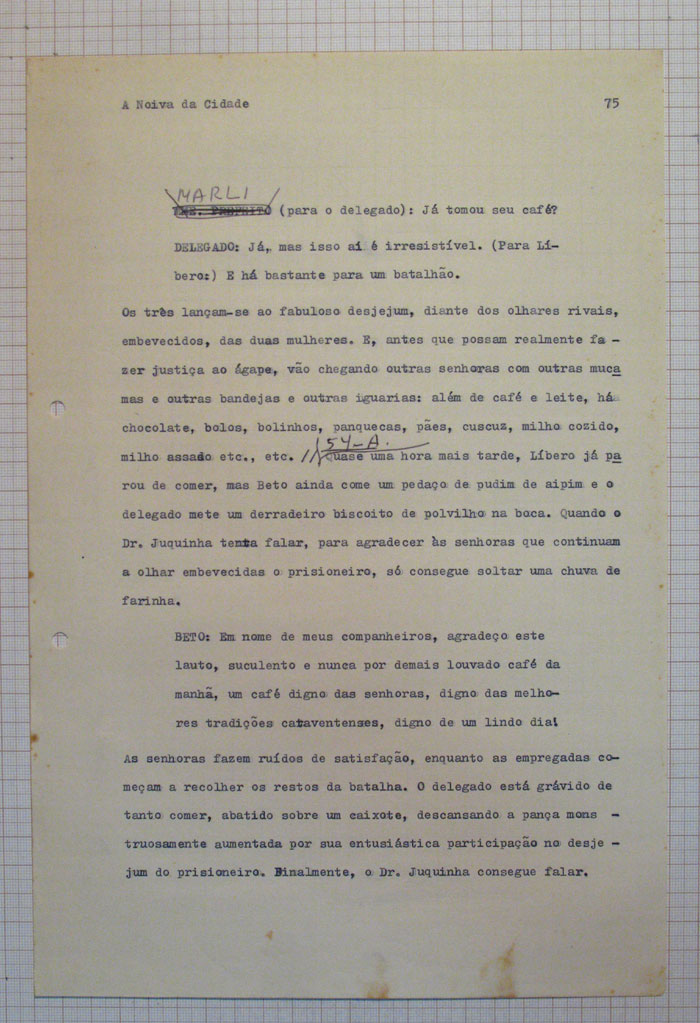 A Noiva da Cidade 75
MARLI
SRA. PREFEITO (para o delegado): Já tomou seu café?
DELEGADO: Já, mas isso aí é irresistível. (Para Lí-
bero:) E há bastante para um batalhão.
Os três lançam-se ao fabuloso desjejum, diante dos olhares rivais,
embevecidos, das duas mulheres. E, antes que possam realmente fa -
zer justiça ao ágape, vão chegando outras senhoras com outras muca
mas e outras bandejas e outras iguarias: além de café e leite, há
chocolate, bolos, bolinhos, panquecas, pães, cuscuz, milho cozido,
54-A.
milho assado etc., etc. // quase uma hora mais tarde, Líbero já pa
rou de comer, mas Beto ainda come um pedaço de pudim de aipim e o
delegado mete um derradeiro biscoito de polvilho na boca. Quando o
Dr. Juquinha tenta falar, para agradecer às senhoras que continuam
a olhar embevecidas o prisioneiro, só consegue soltar uma chuva de
farinha.
BETO: Em nome de meus companheiros, agradeço este
lauto, suculento e nunca por demais louvado café da
manhã, um café digno das senhoras, digno das melho-
res tradições cataventenses, digno de um lindo dia!
As senhoras fazem ruídos de satisfação, enquanto as empregadas co-
meçam a recolher os restos da batalha. O delegado está grávido de
tanto comer, abatido sobre um caixote, descansando a pança mons -
truosamente aumentada por sua entusiástica participação no desje -
jum do prisioneiro. Finalmente, o Dr. Juquinha consegue falar.